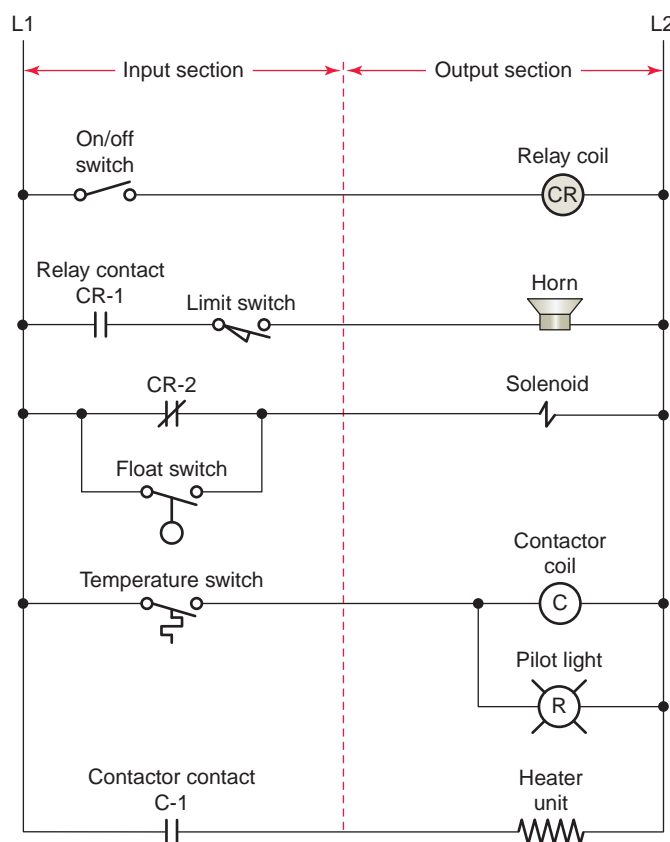 L1
L2
Input section
Output section
On/off
switch
Relay coil
CR
Relay contact
CR-1
Limit switch
Horn
CR-2
Solenoid
Float switch
Contactor
coil
Temperature switch
C
Pilot light
R
Contactor contact
C-1
Heater
unit